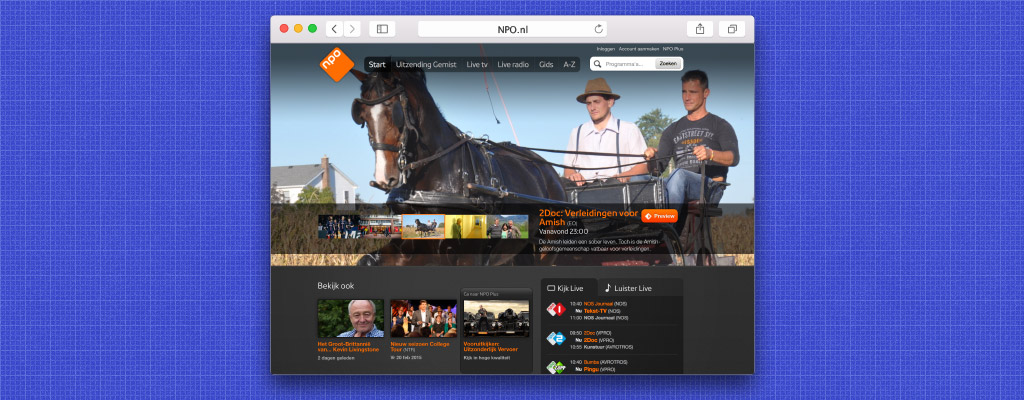 NPO.nl
Inloggen Account aanmaken NPO Plus
npo
Start Uitzending Gemist Live tv Live radio Gids A-Z
Programma's...
Zoeken
2Doc: Verleidingen voor
Amish (EO)
Preview
Vanavond 23:00
De Amish leiden een sober leven. Toch is de Amish
geloofsgemeenschap vatbaar voor verleidingen.
Bekijk ook
Het Groot-Brittannië
van... Kevin Livingstone
2 dagen geleden
Nieuw seizoen College
Tour (NTR)
20 feb 2015
Ga naar NPO Plus
Vooruitkijken:
Uitzonderlijk Vervoer
Kijk in hoge kwaliteit
Kijk Live
Luister Live
10:40 NOS Journaal (NOS)
Nu Tekst-TV (NOS)
11:00 NOS Journaal (NOS)
09:50 2Doc (VPRO)
Nu 2Doc (VPRO)
10:55 Kunstuur (AVROTROS)
10:40 Bumba (AVROTROS)
Nu Pingu (VPRO)